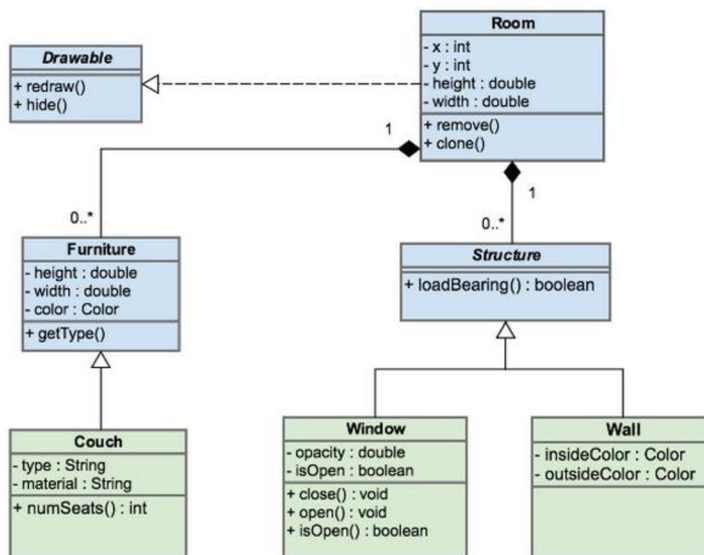 Drawable
+ redraw()
+ hide()
Room
- x : int
- y : int
- height : double
- width : double
+ remove()
+ clone()
1
1
0..*
0..*
Furniture
- height : double
- width : double
- color : Color
+ getType()
Structure
+ loadBearing() : boolean
Couch
- type : String
- material : String
+ numSeats() : int
Window
- opacity : double
- isOpen : boolean
+ close() : void
+ open() : void
+ isOpen() : boolean
Wall
- insideColor : Color
- outsideColor : Color